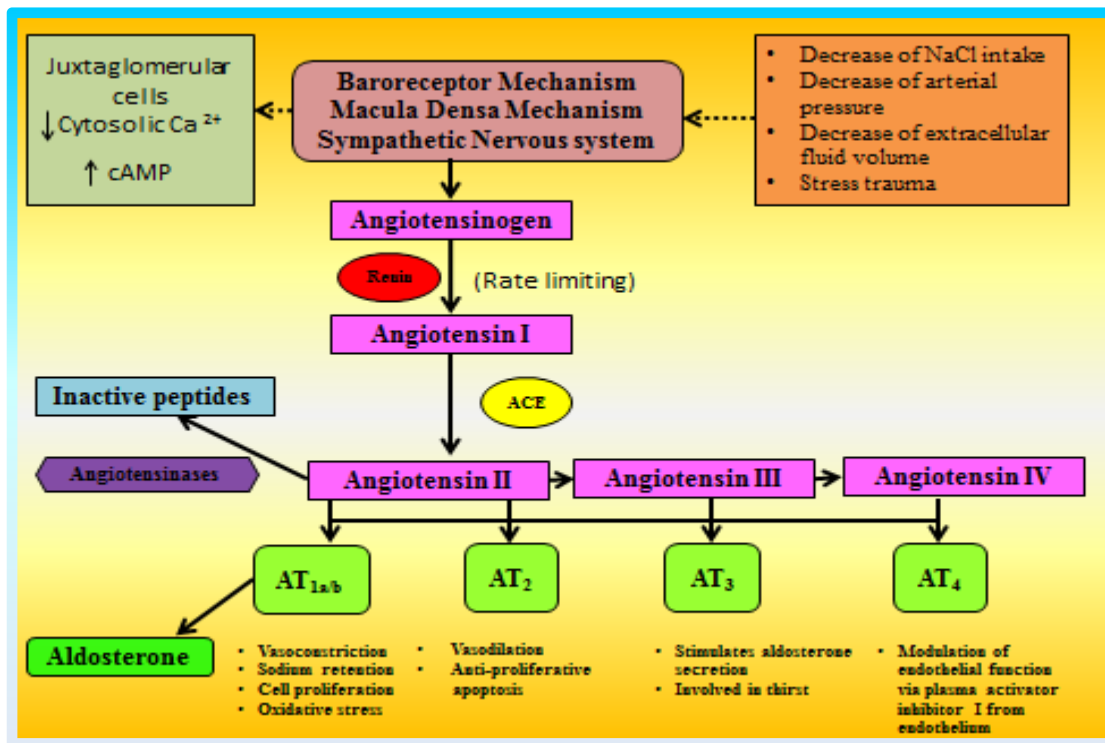 Juxtaglomerular
cells
↓Cytosolic Ca ²⁺
↑ cAMP
Baroreceptor Mechanism
Macula Densa Mechanism
Sympathetic Nervous system
• Decrease of NaCl intake
• Decrease of arterial
pressure
• Decrease of extracellular
fluid volume
• Stress trauma
Angiotensinogen
Renin
(Rate limiting)
Angiotensin I
Inactive peptides
ACE
Angiotensinases
Angiotensin II
Angiotensin III
Angiotensin IV
AT₁ₐ/b
AT₂
AT₃
AT₄
Aldosterone
• Vasoconstriction
• Sodium retention
• Cell proliferation
• Oxidative stress
• Vasodilation
• Anti-proliferative
apoptosis
• Stimulates aldosterone
secretion
• Involved in thirst
• Modulation of
endothelial function
via plasma activator
inhibitor I from
endothelium